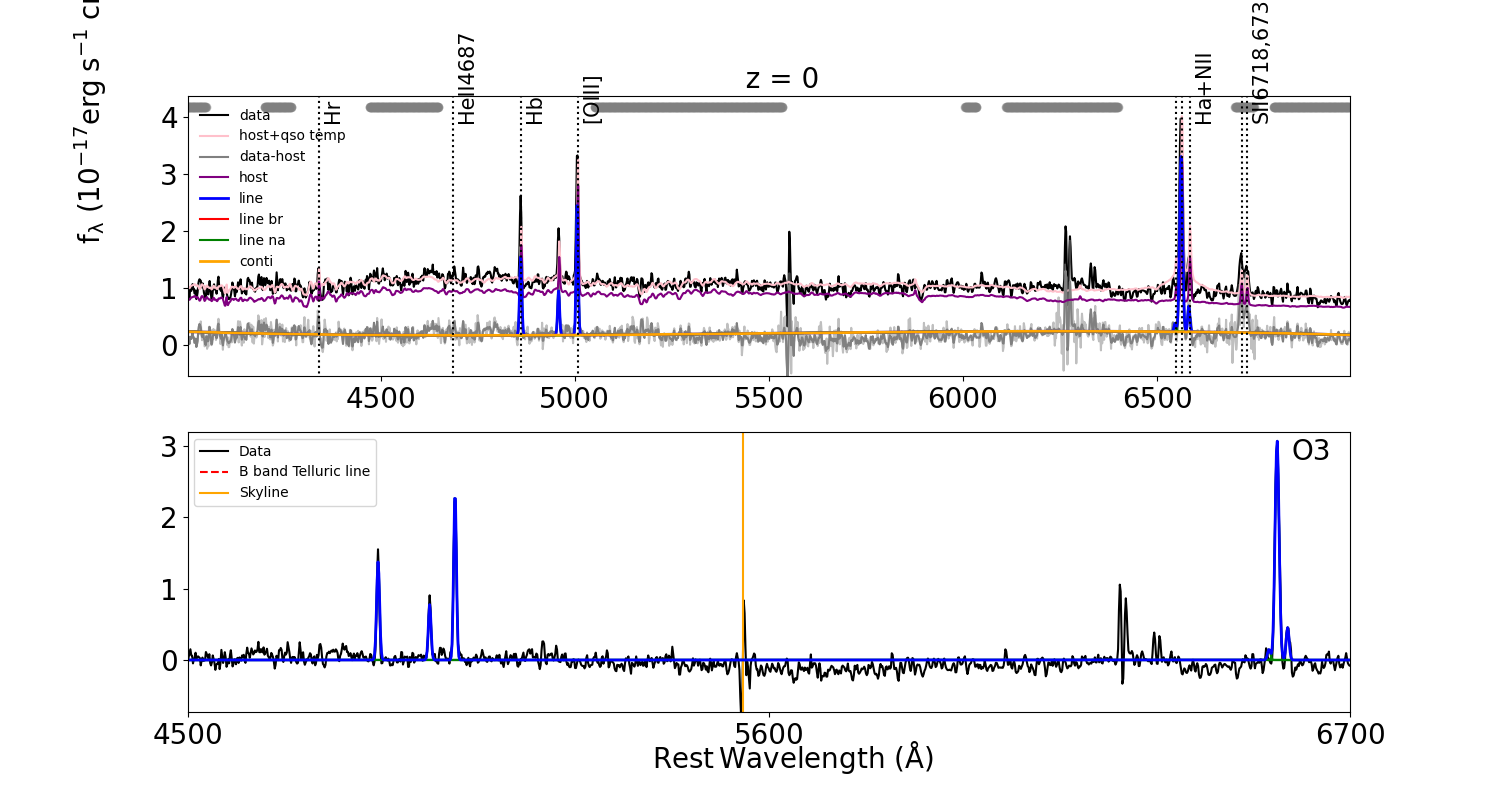 z = 0
f_λ (10^−17 erg s^−1
Hr
HeII4687
Hb
[OIII]
Ha+NII
SII6718,673
data
host+qso temp
data-host
host
line
line br
line na
conti
4
3
2
1
0
4500 5000 5500 6000 6500
Data
B band Telluric line
Skyline
O3
3
2
1
0
4500 5600 6700
Rest Wavelength (Å)